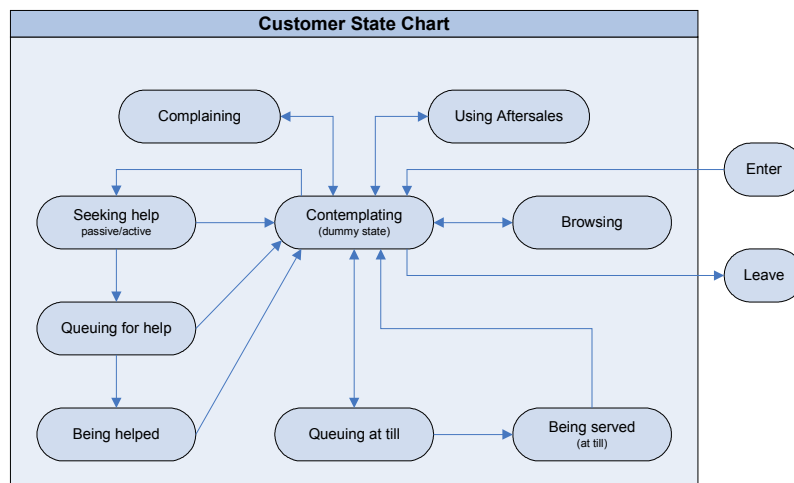 Customer State Chart
Complaining
Using Aftersales
Enter
Seeking help
passive/active
Contemplating
(dummy state)
Browsing
Leave
Queuing for help
Being helped
Queuing at till
Being served
(at till)